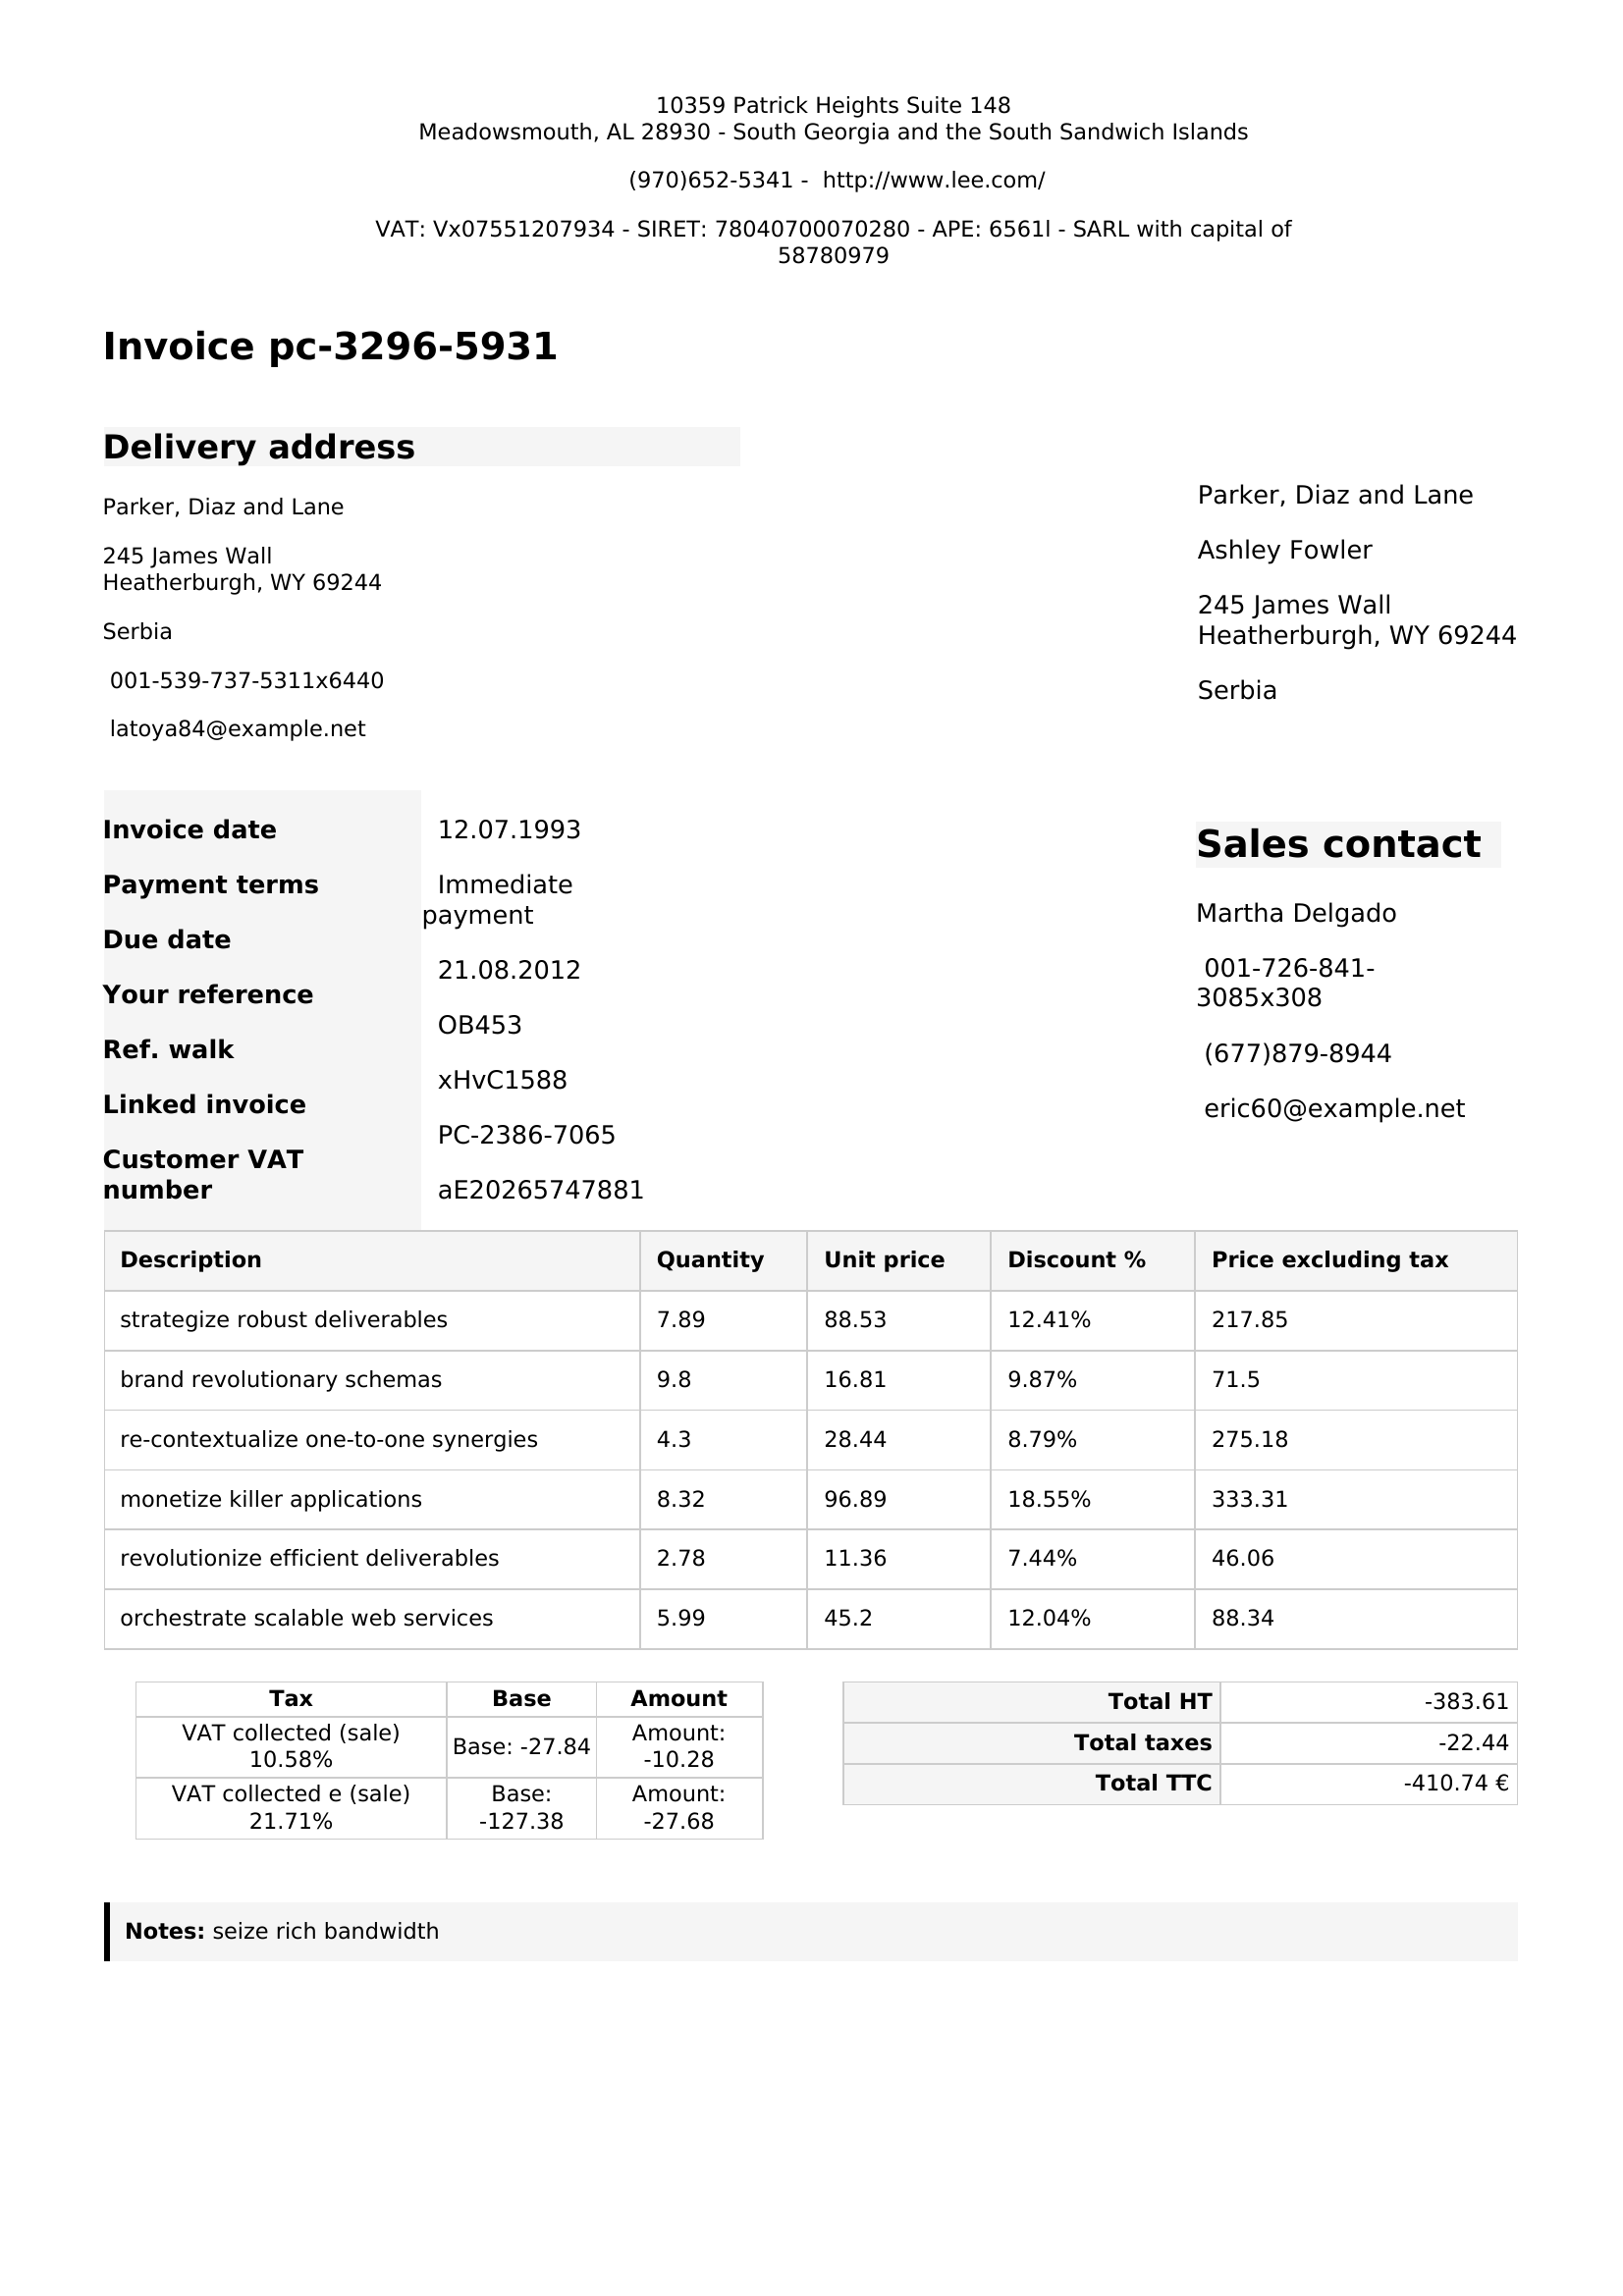 10359 Patrick Heights Suite 148
Meadowsmouth, AL 28930 - South Georgia and the South Sandwich Islands
(970)652-5341 - http://www.lee.com/
VAT: Vx07551207934 - SIRET: 78040700070280 - APE: 6561l - SARL with capital of
58780979
Invoice pc-3296-5931
Delivery address
Parker, Diaz and Lane
245 James Wall
Heatherburgh, WY 69244
Serbia
001-539-737-5311x6440
latoya84@example.net
Parker, Diaz and Lane
Ashley Fowler
245 James Wall
Heatherburgh, WY 69244
Serbia
Invoice date
Payment terms
Due date
Your reference
Ref. walk
Linked invoice
Customer VAT
number
12.07.1993
Immediate
payment
21.08.2012
OB453
xHvC1588
PC-2386-7065
aE20265747881
Sales contact
Martha Delgado
001-726-841-
3085x308
(677)879-8944
eric60@example.net
Description Quantity Unit price Discount % Price excluding tax
strategize robust deliverables 7.89 88.53 12.41% 217.85
brand revolutionary schemas 9.8 16.81 9.87% 71.5
re-contextualize one-to-one synergies 4.3 28.44 8.79% 275.18
monetize killer applications 8.32 96.89 18.55% 333.31
revolutionize efficient deliverables 2.78 11.36 7.44% 46.06
orchestrate scalable web services 5.99 45.2 12.04% 88.34
Tax Base Amount
VAT collected (sale)
10.58%
Base: -27.84
Amount:
-10.28
VAT collected e (sale)
21.71%
Base:
-127.38
Amount:
-27.68
Total HT -383.61
Total taxes -22.44
Total TTC -410.74 €
Notes: seize rich bandwidth